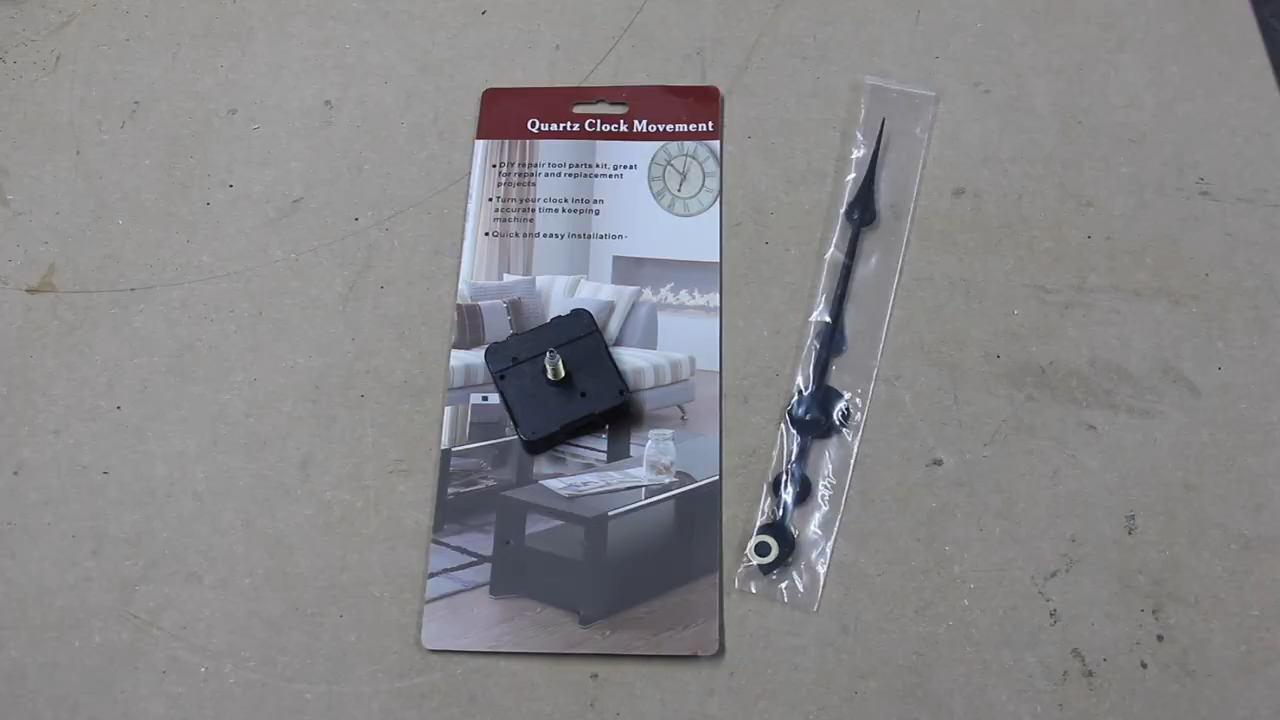 Quartz Clock Movement
DIY repair tool parts kit, great
for repair and replacement
projects
Turn your clock into an
accurate time keeping
machine
Quick and easy installation-